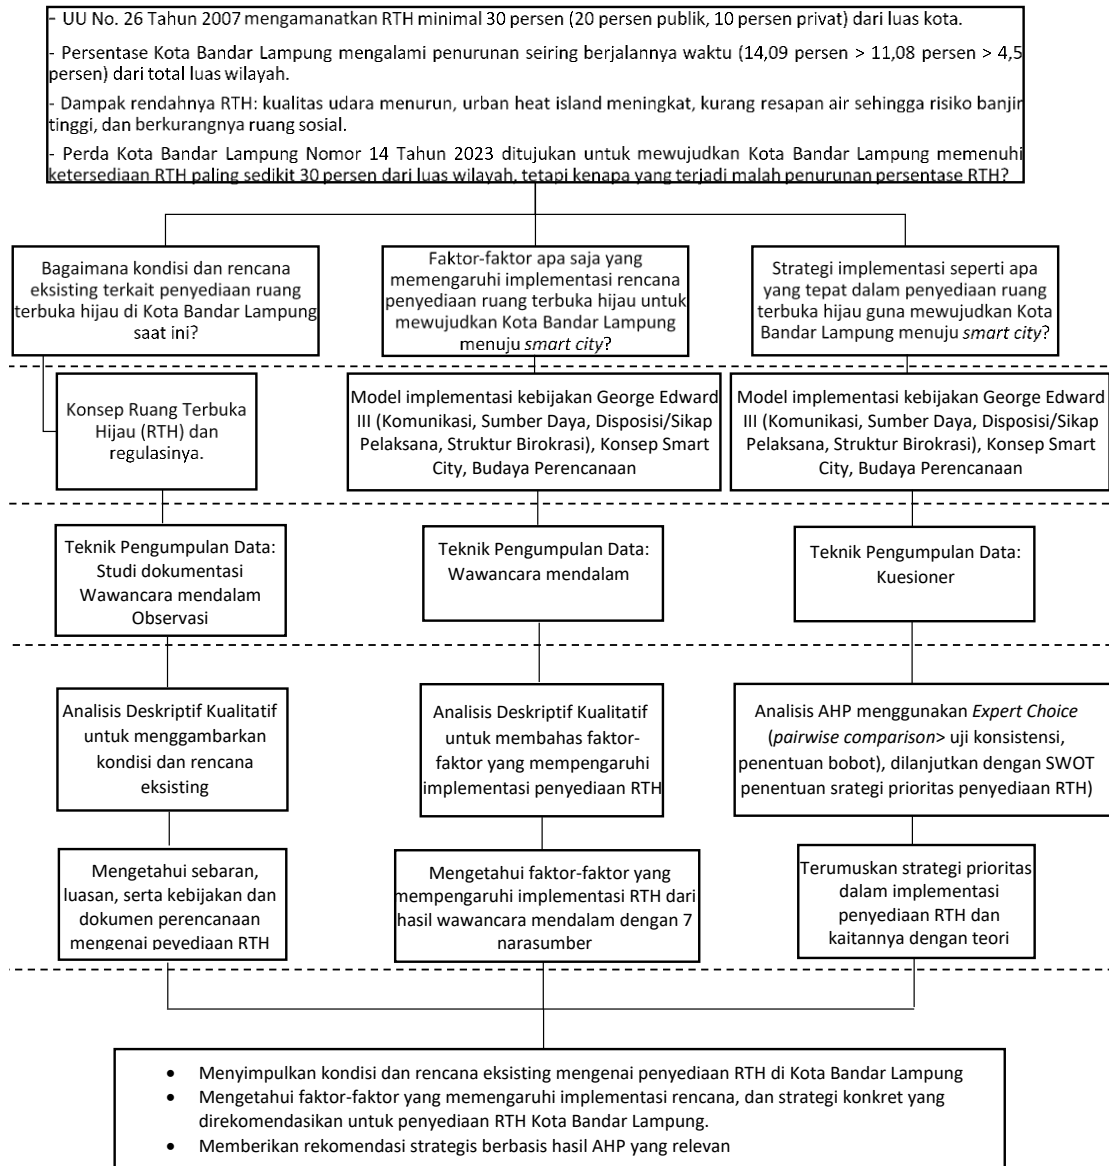 - UU No. 26 Tahun 2007 mengamanatkan RTH minimal 30 persen (20 persen publik, 10 persen privat) dari luas kota.
- Persentase Kota Bandar Lampung mengalami penurunan seiring berjalannya waktu (14,09 persen > 11,08 persen > 4,5
persen) dari total luas wilayah.
- Dampak rendahnya RTH: kualitas udara menurun, urban heat island meningkat, kurang resapan air sehingga risiko banjir
tinggi, dan berkurangnya ruang sosial.
- Perda Kota Bandar Lampung Nomor 14 Tahun 2023 ditujukan untuk mewujudkan Kota Bandar Lampung memenuhi
ketersediaan RTH paling sedikit 30 persen dari luas wilayah, tetapi kenapa yang terjadi malah penurunan persentase RTH?
Bagaimana kondisi dan rencana
eksisting terkait penyediaan ruang
terbuka hijau di Kota Bandar Lampung
saat ini?
Faktor-faktor apa saja yang
memengaruhi implementasi rencana
penyediaan ruang terbuka hijau untuk
mewujudkan Kota Bandar Lampung
menuju smart city?
Strategi implementasi seperti apa
yang tepat dalam penyediaan ruang
terbuka hijau guna mewujudkan Kota
Bandar Lampung menuju smart city?
Konsep Ruang Terbuka
Hijau (RTH) dan
regulasinya.
Model implementasi kebijakan George Edward
III (Komunikasi, Sumber Daya, Disposisi/Sikap
Pelaksana, Struktur Birokrasi), Konsep Smart
City, Budaya Perencanaan
Model implementasi kebijakan George Edward
III (Komunikasi, Sumber Daya, Disposisi/Sikap
Pelaksana, Struktur Birokrasi), Konsep Smart
City, Budaya Perencanaan
Teknik Pengumpulan Data:
Studi dokumentasi
Wawancara mendalam
Observasi
Teknik Pengumpulan Data:
Wawancara mendalam
Teknik Pengumpulan Data:
Kuesioner
Analisis Deskriptif Kualitatif
untuk menggambarkan
kondisi dan rencana
eksisting
Analisis Deskriptif Kualitatif
untuk membahas faktor-
faktor yang mempengaruhi
implementasi penyediaan RTH
Analisis AHP menggunakan Expert Choice
(pairwise comparison> uji konsistensi,
penentuan bobot), dilanjutkan dengan SWOT
penentuan srategi prioritas penyediaan RTH)
Mengetahui sebaran,
luasan, serta kebijakan dan
dokumen perencanaan
mengenai peyediaan RTH
Mengetahui faktor-faktor yang
mempengaruhi implementasi RTH dari
hasil wawancara mendalam dengan 7
narasumber
Terumuskan strategi prioritas
dalam implementasi
penyediaan RTH dan
kaitannya dengan teori
• Menyimpulkan kondisi dan rencana eksisting mengenai penyediaan RTH di Kota Bandar Lampung
• Mengetahui faktor-faktor yang memengaruhi implementasi rencana, dan strategi konkret yang
direkomendasikan untuk penyediaan RTH Kota Bandar Lampung.
• Memberikan rekomendasi strategis berbasis hasil AHP yang relevan